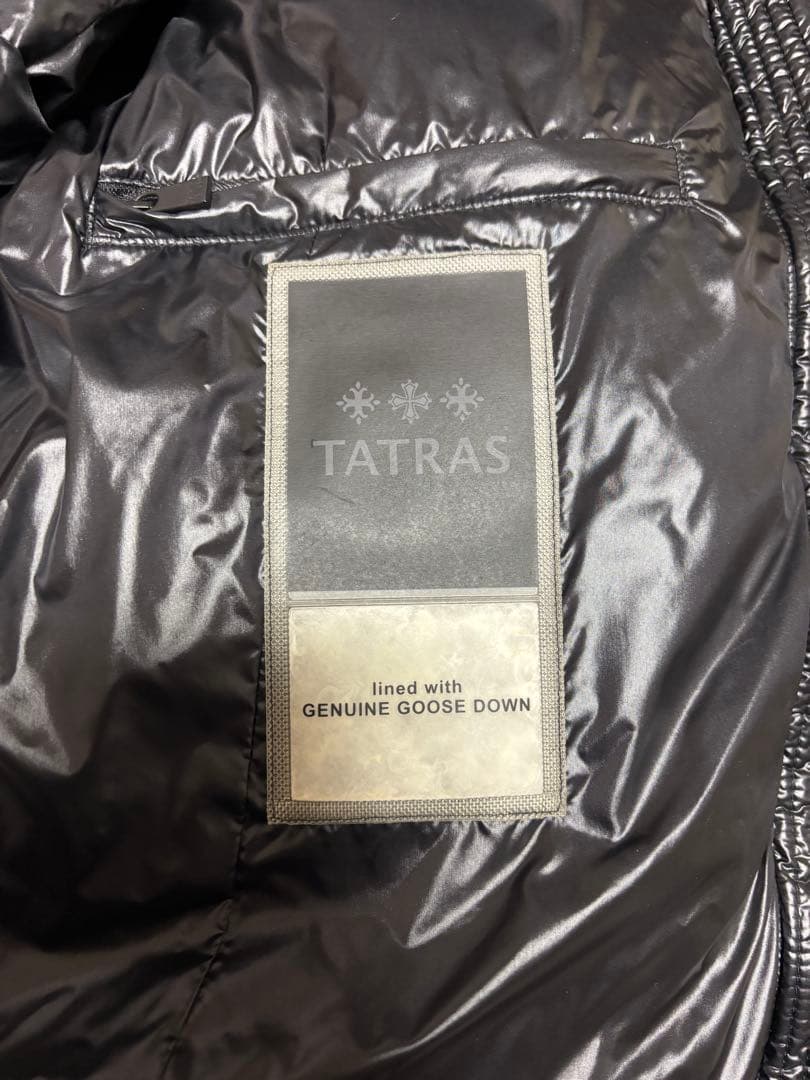 TATRAS
lined with
GENUINE GOOSE DOWN